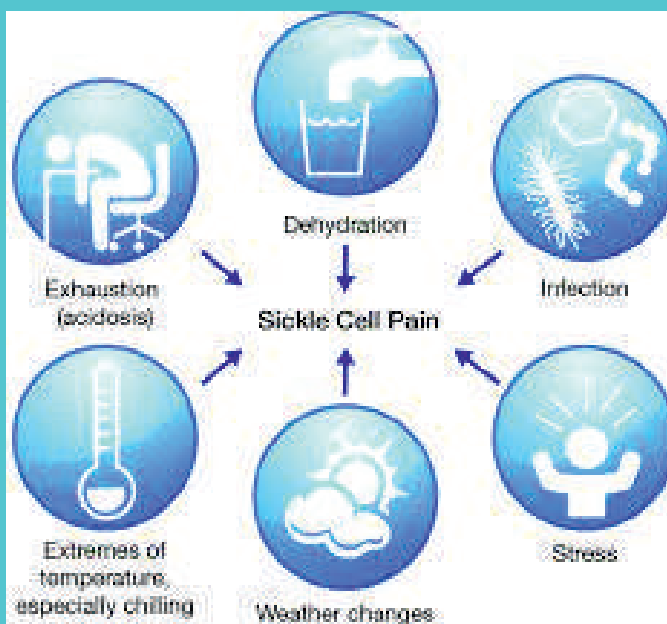 Dehydration
Exhaustion
(acidosis)
Infection
Sickle Cell Pain
Extremes of
temperature,
especially chilling
Weather changes
Stress